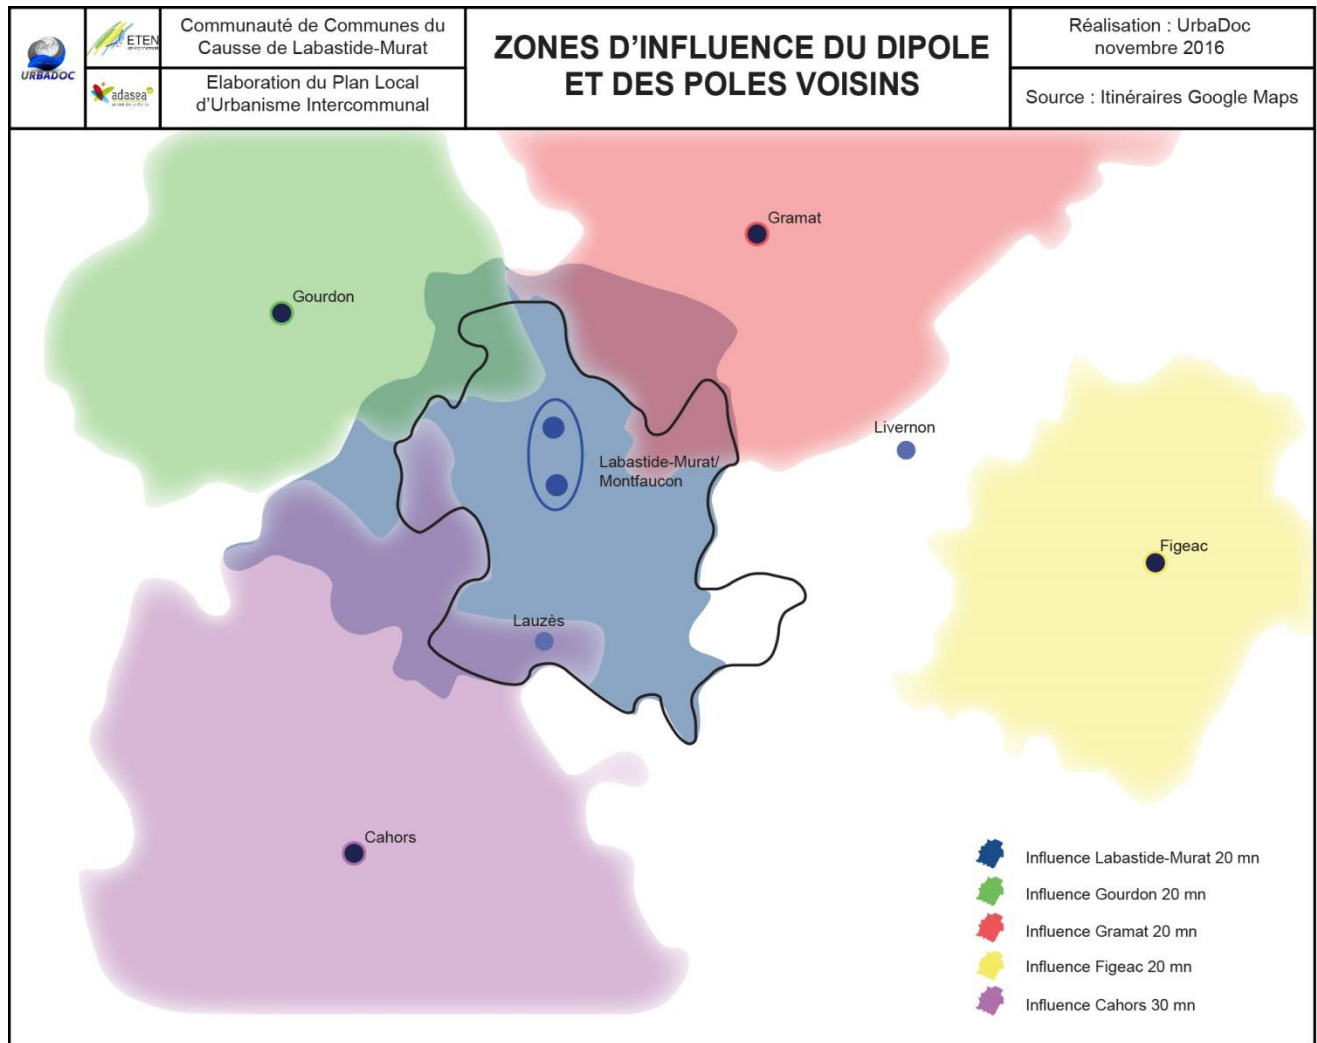 URBADOC
ETEN
environnement
adasea
Communauté de Communes du
Causse de Labastide-Murat
Elaboration du Plan Local
d'Urbanisme Intercommunal
ZONES D'INFLUENCE DU DIPOLE
ET DES POLES VOISINS
Réalisation : UrbaDoc
novembre 2016
Source : Itinéraires Google Maps
Gramat
Gourdon
Livernon
Labastide-Murat/
Montfaucon
Figeac
Lauzès
Cahors
Influence Labastide-Murat 20 mn
Influence Gourdon 20 mn
Influence Gramat 20 mn
Influence Figeac 20 mn
Influence Cahors 30 mn